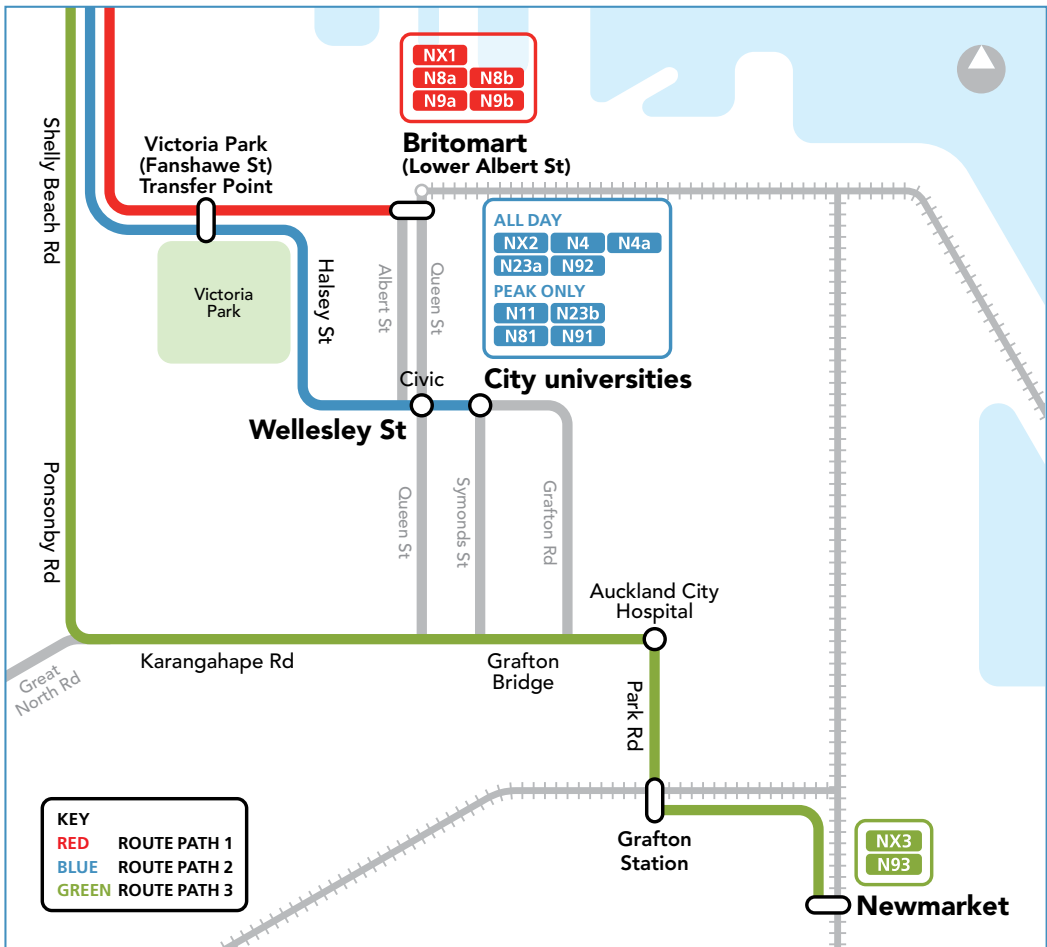 NX1
N8a N8b
N9a N9b
Britomart
(Lower Albert St)
Victoria Park
(Fanshawe St)
Transfer Point
Shelly Beach Rd
ALL DAY
NX2 N4 N4a
N23a N92
PEAK ONLY
N11 N23b
N81 N91
Victoria
Park
Halsey St
Albert St
Queen St
Civic
City universities
Wellesley St
Ponsonby Rd
Queen St
Symonds St
Grafton Rd
Auckland City
Hospital
Karangahape Rd
Grafton
Bridge
Great
North Rd
Park Rd
KEY
RED ROUTE PATH 1
BLUE ROUTE PATH 2
GREEN ROUTE PATH 3
Grafton
Station
NX3
N93
Newmarket